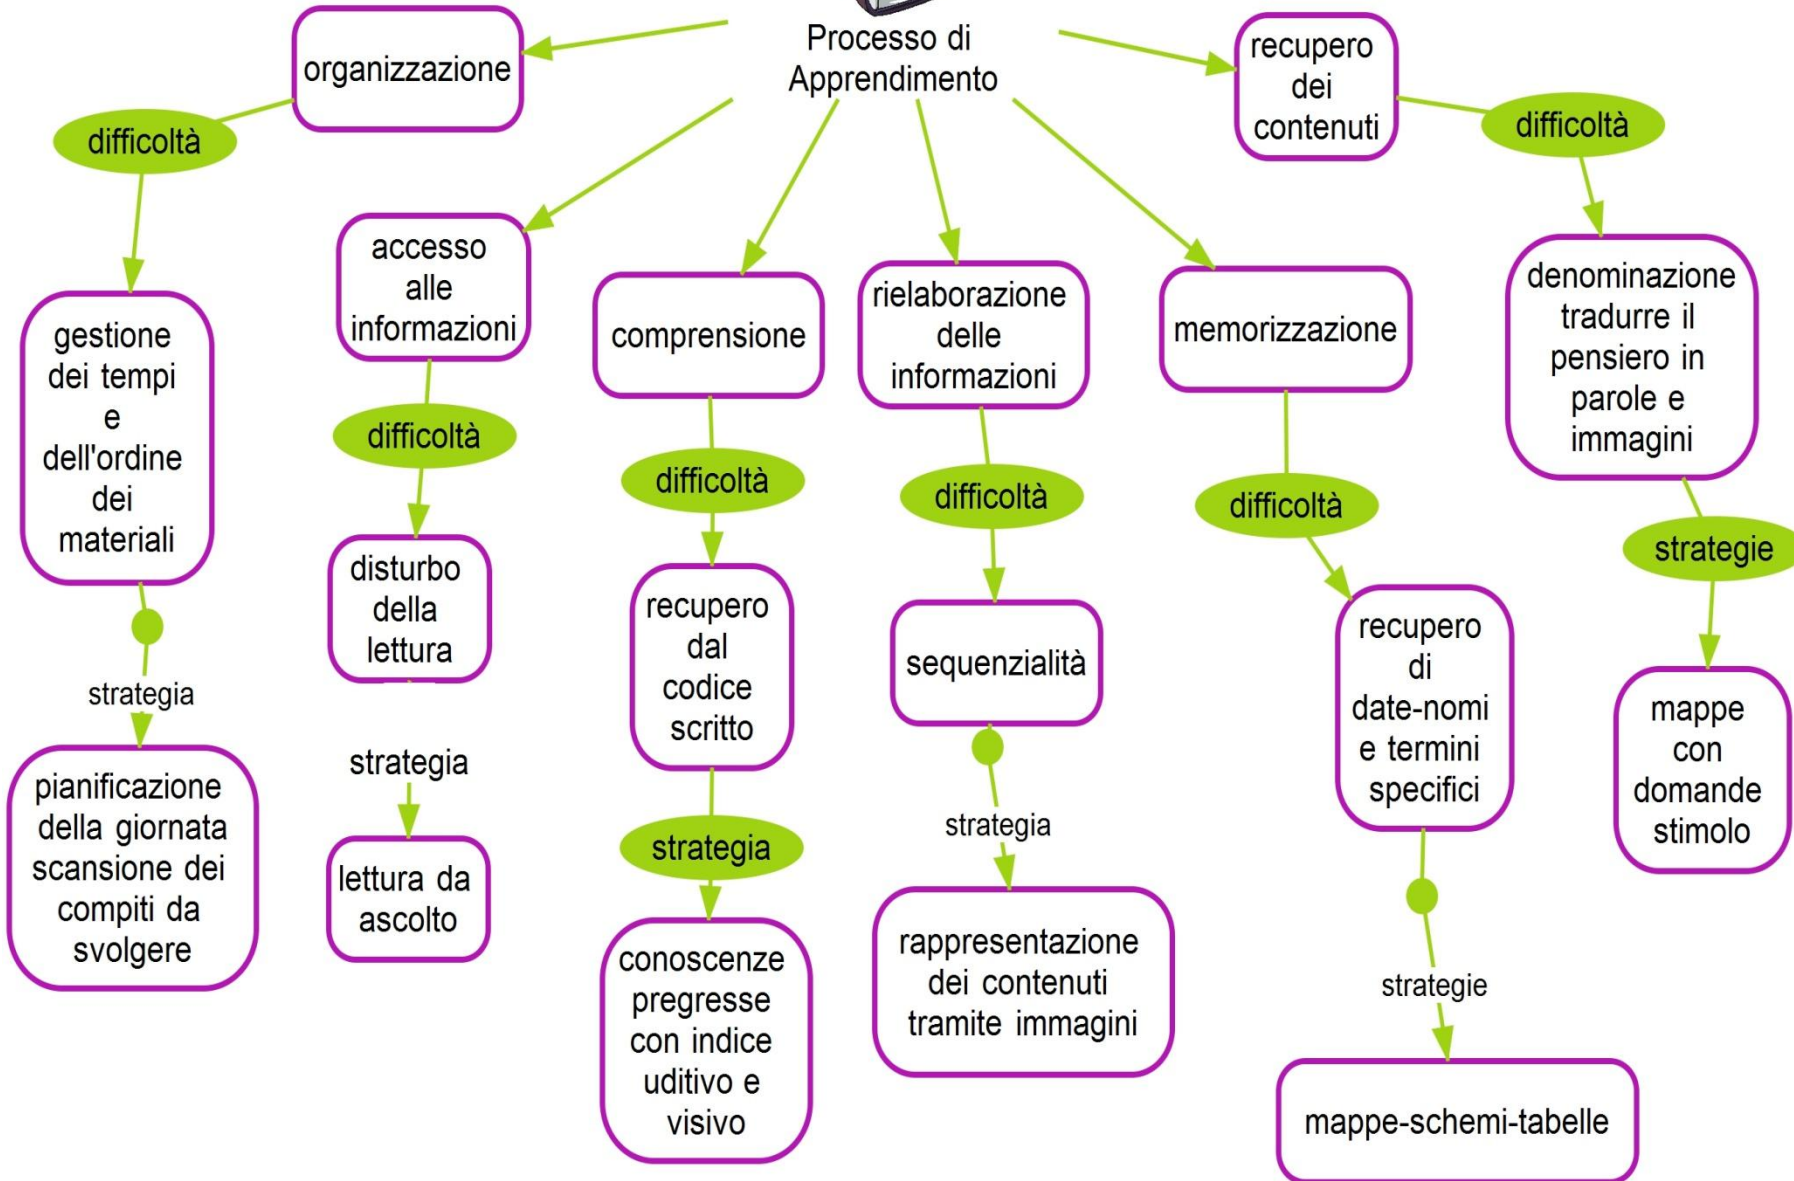 Processo di
Apprendimento
organizzazione
difficoltà
gestione
dei tempi
e
dell'ordine
dei
materiali
strategia
pianificazione
della giornata
scansione dei
compiti da
svolgere
accesso
alle
informazioni
difficoltà
disturbo
della
lettura
strategia
lettura da
ascolto
comprensione
difficoltà
recupero
dal
codice
scritto
strategia
conoscenze
pregresse
con indice
uditivo e
visivo
rielaborazione
delle
informazioni
difficoltà
sequenzialità
strategia
rappresentazione
dei contenuti
tramite immagini
memorizzazione
difficoltà
recupero
di
date-nomi
e termini
specifici
strategie
mappe-schemi-tabelle
recupero
dei
contenuti
difficoltà
denominazione
tradurre il
pensiero in
parole e
immagini
strategie
mappe
con
domande
stimolo